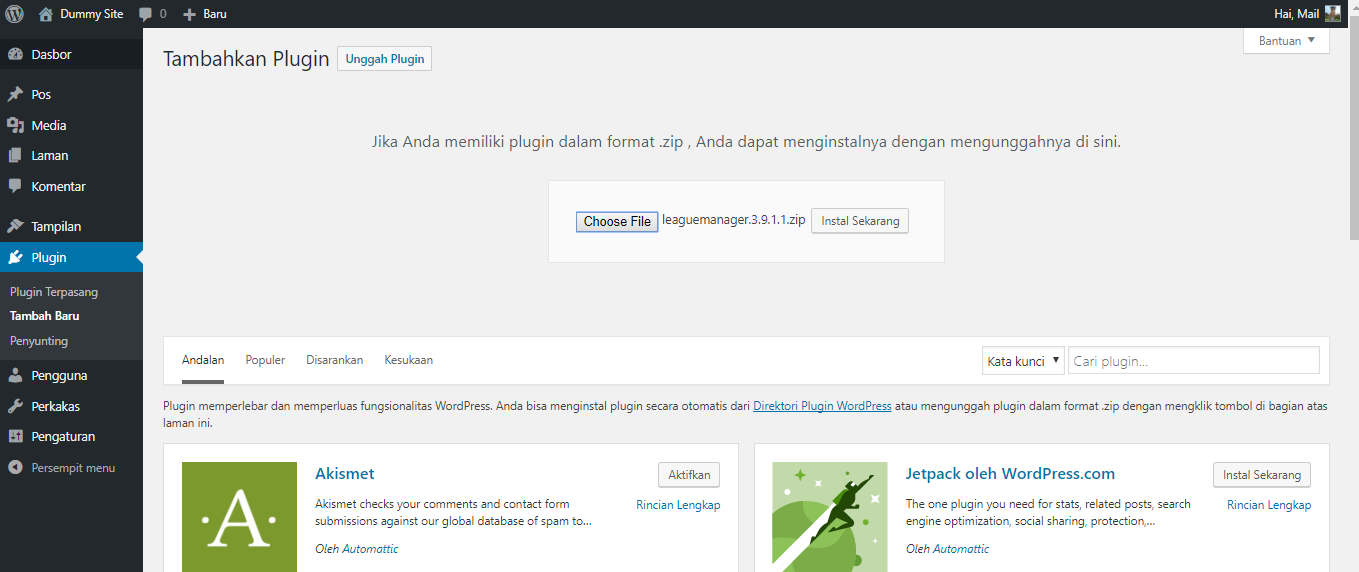 Dummy Site 0 Baru Hai, Mail
Dasbor
Pos
Media
Laman
Komentar
Tampilan
Plugin
Plugin Terpasang
Tambah Baru
Penyunting
Pengguna
Perkakas
Pengaturan
Persempit menu
Bantuan
Tambahkan Plugin Unggah Plugin
Jika Anda memiliki plugin dalam format .zip , Anda dapat menginstalnya dengan mengunggahnya di sini.
Choose File leaguemanager.3.9.1.1.zip Instal Sekarang
Andalan Populer Disarankan Kesukaan Kata kunci Cari plugin...
Plugin memperlebar dan memperluas fungsionalitas WordPress. Anda bisa menginstal plugin secara otomatis dari Direktori Plugin WordPress atau mengunggah plugin dalam format .zip dengan mengklik tombol di bagian atas
laman ini.
A
Akismet Aktifkan
Rincian Lengkap
Akismet checks your comments and contact form
submissions against our global database of spam to...
Oleh Automattic
Jetpack oleh WordPress.com Instal Sekarang
Rincian Lengkap
The one plugin you need for stats, related posts, search
engine optimization, social sharing, protection,...
Oleh Automattic